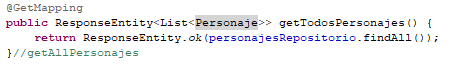 @GetMapping
public ResponseEntity<List<Personaje>> getTodosPersonajes() {
return ResponseEntity.ok(personajesRepositorio.findAll());
}//getAllPersonajes